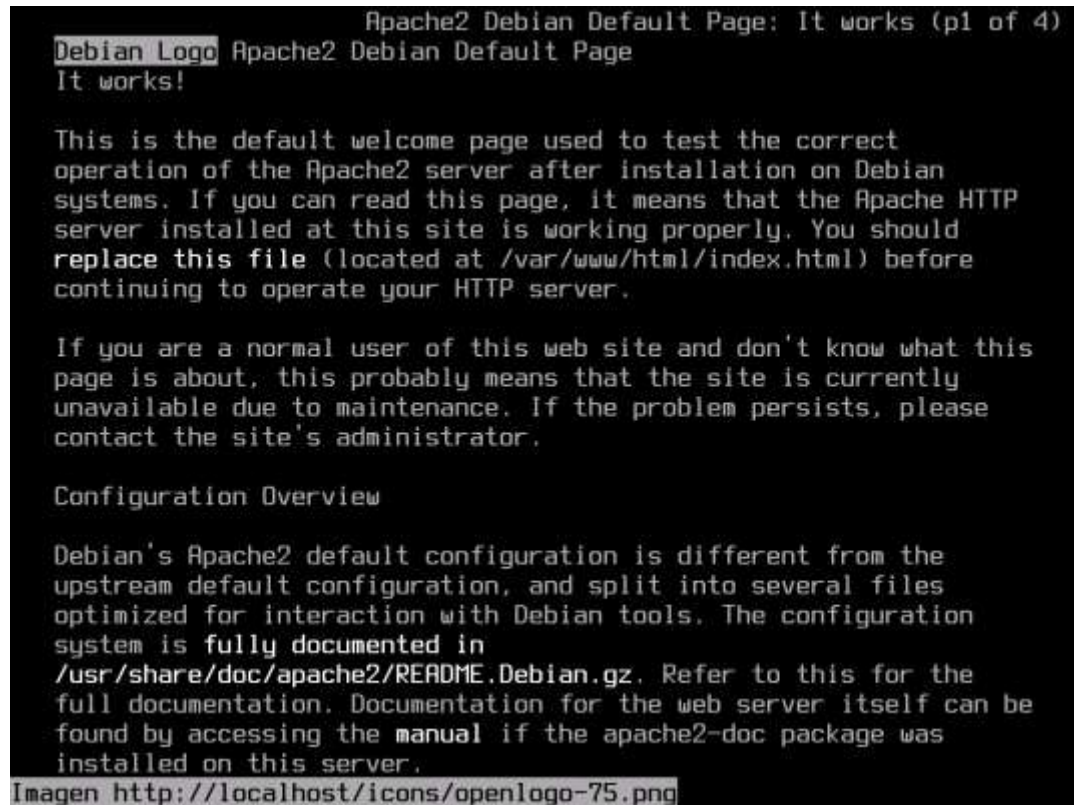 Apache2 Debian Default Page: It works (p1 of 4)
Debian Logo Apache2 Debian Default Page
It works!
This is the default welcome page used to test the correct
operation of the Apache2 server after installation on Debian
systems. If you can read this page, it means that the Apache HTTP
server installed at this site is working properly. You should
replace this file (located at /var/www/html/index.html) before
continuing to operate your HTTP server.
If you are a normal user of this web site and don't know what this
page is about, this probably means that the site is currently
unavailable due to maintenance. If the problem persists, please
contact the site's administrator.
Configuration Overview
Debian's Apache2 default configuration is different from the
upstream default configuration, and split into several files
optimized for interaction with Debian tools. The configuration
system is fully documented in
/usr/share/doc/apache2/README.Debian.gz. Refer to this for the
full documentation. Documentation for the web server itself can be
found by accessing the manual if the apache2-doc package was
installed on this server.
Imagen http://localhost/icons/openlogo-75.png